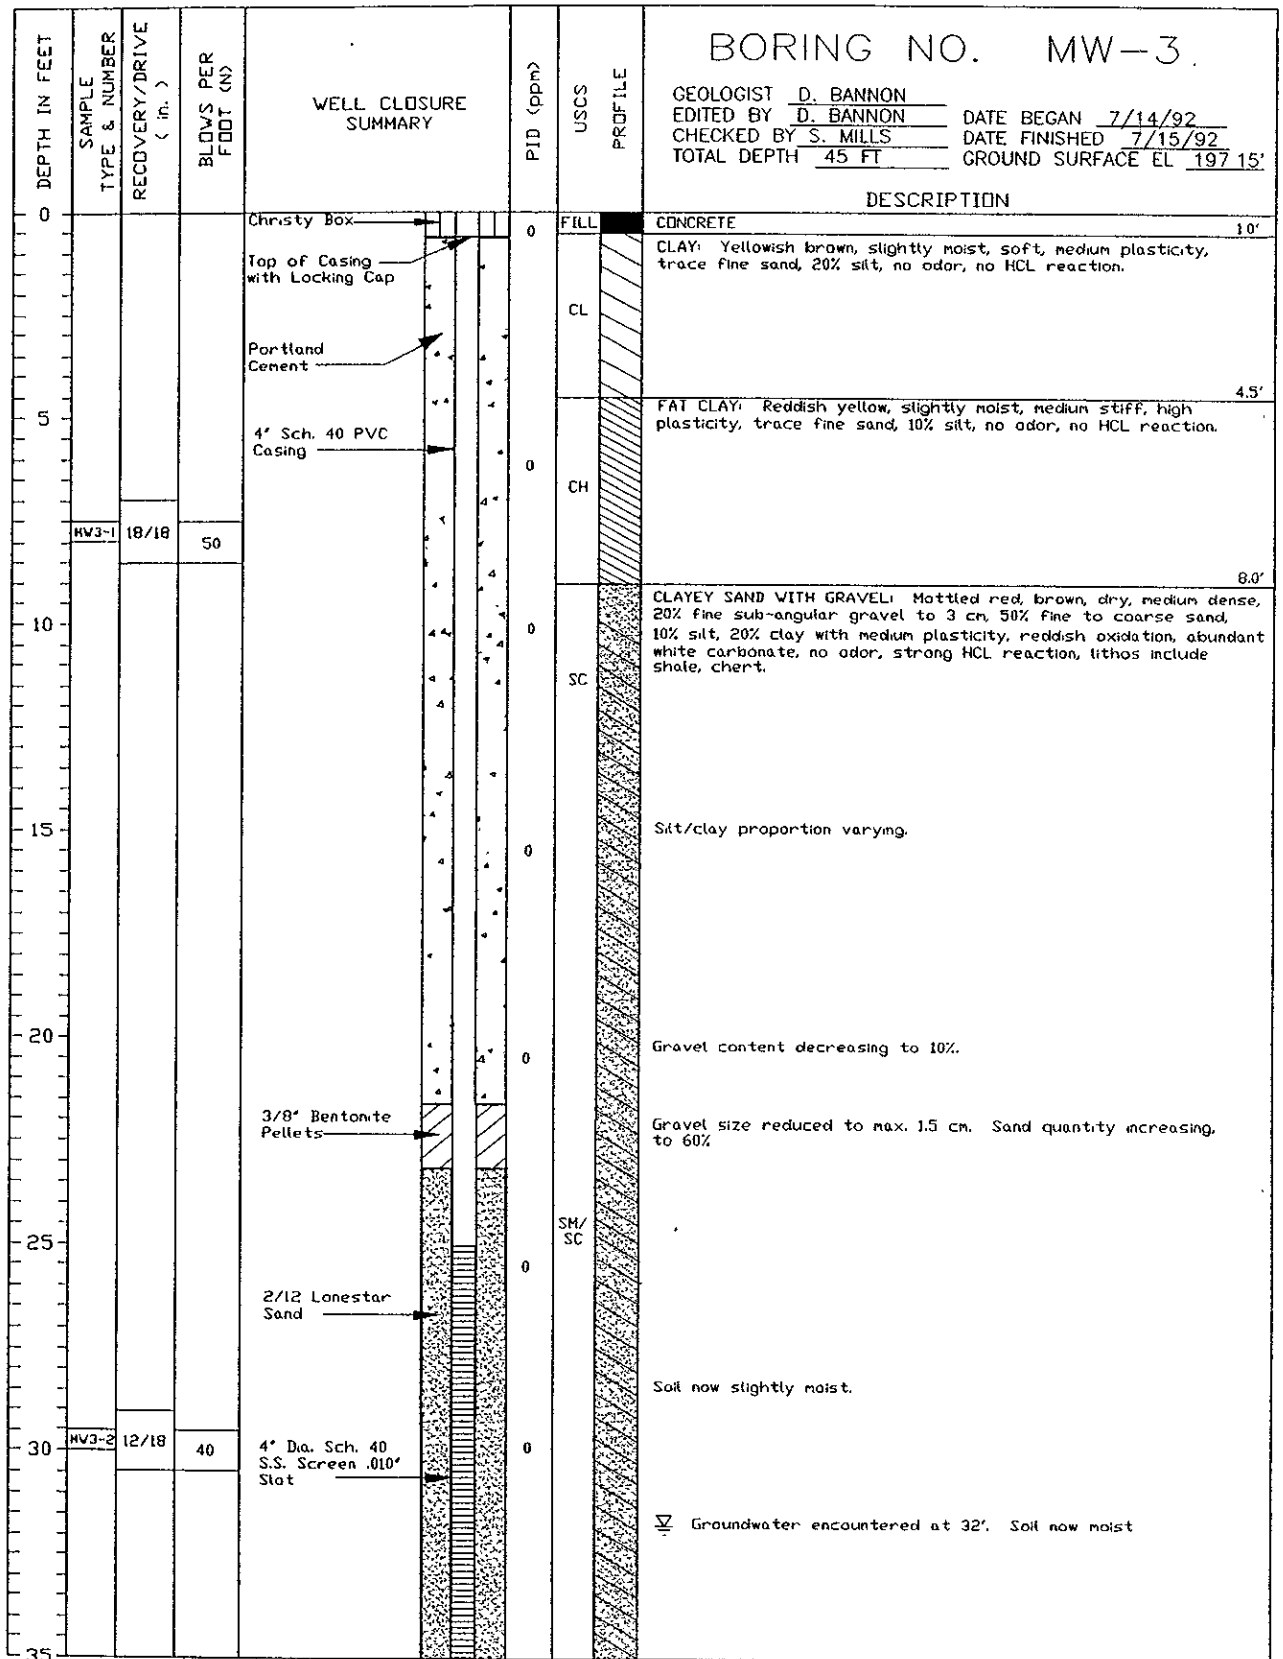 BORING NO. MW-3.
GEOLOGIST D. BANNON
EDITED BY D. BANNON DATE BEGAN 7/14/92
CHECKED BY S. MILLS DATE FINISHED 7/15/92
TOTAL DEPTH 45 FT GROUND SURFACE EL 197 15'
DESCRIPTION
DEPTH IN FEET
SAMPLE
TYPE & NUMBER
RECOVERY/DRIVE
( in. )
BLOWS PER
FOOT (N)
WELL CLOSURE
SUMMARY
PID (ppm)
USCS
PROFILE
0
Christy Box
0
FILL
CONCRETE
1 0'
Top of Casing
with Locking Cap
CLAY: Yellowish brown, slightly moist, soft, medium plasticity,
trace fine sand, 20% silt, no odor, no HCL reaction.
CL
Portland
Cement
4.5'
5
FAT CLAY: Reddish yellow, slightly moist, medium stiff, high
plasticity, trace fine sand, 10% silt, no odor, no HCL reaction.
4" Sch. 40 PVC
Casing
0
CH
MW3-1
18/18
50
8.0'
CLAYEY SAND WITH GRAVEL: Mottled red, brown, dry, medium dense,
20% fine sub-angular gravel to 3 cm, 50% fine to coarse sand,
10% silt, 20% clay with medium plasticity, reddish oxidation, abundant
white carbonate, no odor, strong HCL reaction, lithos include
shale, chert.
10
0
SC
15
0
Silt/clay proportion varying.
20
0
Gravel content decreasing to 10%.
3/8" Bentonite
Pellets
Gravel size reduced to max. 1.5 cm. Sand quantity increasing,
to 60%
SM/
SC
25
0
2/12 Lonestar
Sand
Soil now slightly moist.
30
MW3-2
12/18
40
4" Dia. Sch. 40
S.S. Screen .010"
Slot
0
Groundwater encountered at 32'. Soil now moist
35